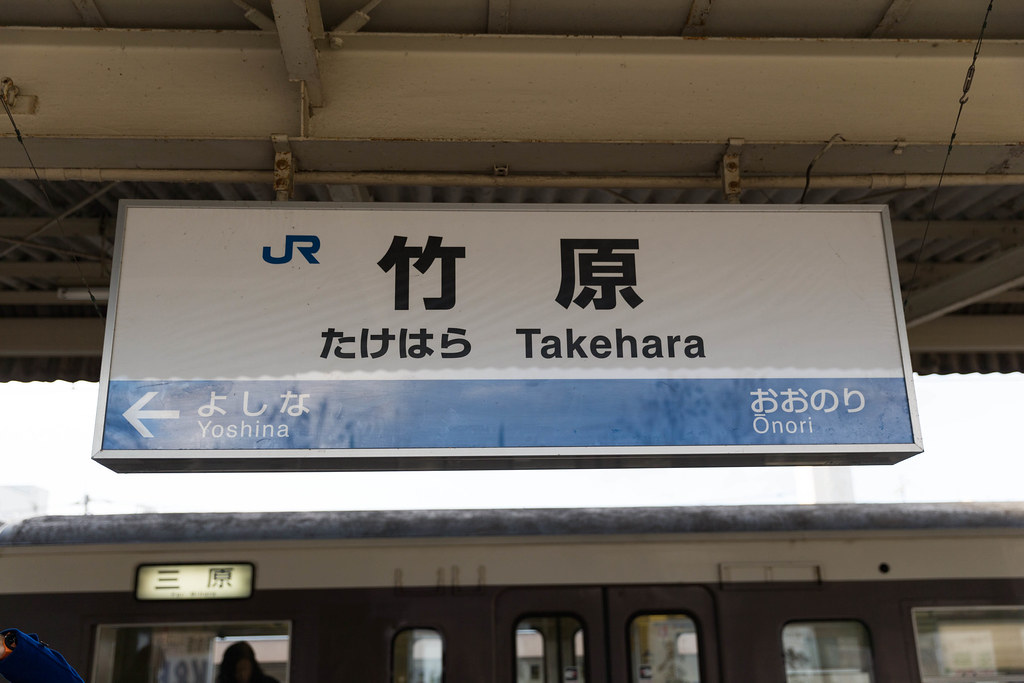 JR 竹原
たけはら Takehara
← よしな おおのり
Yoshina Ōnori
三原